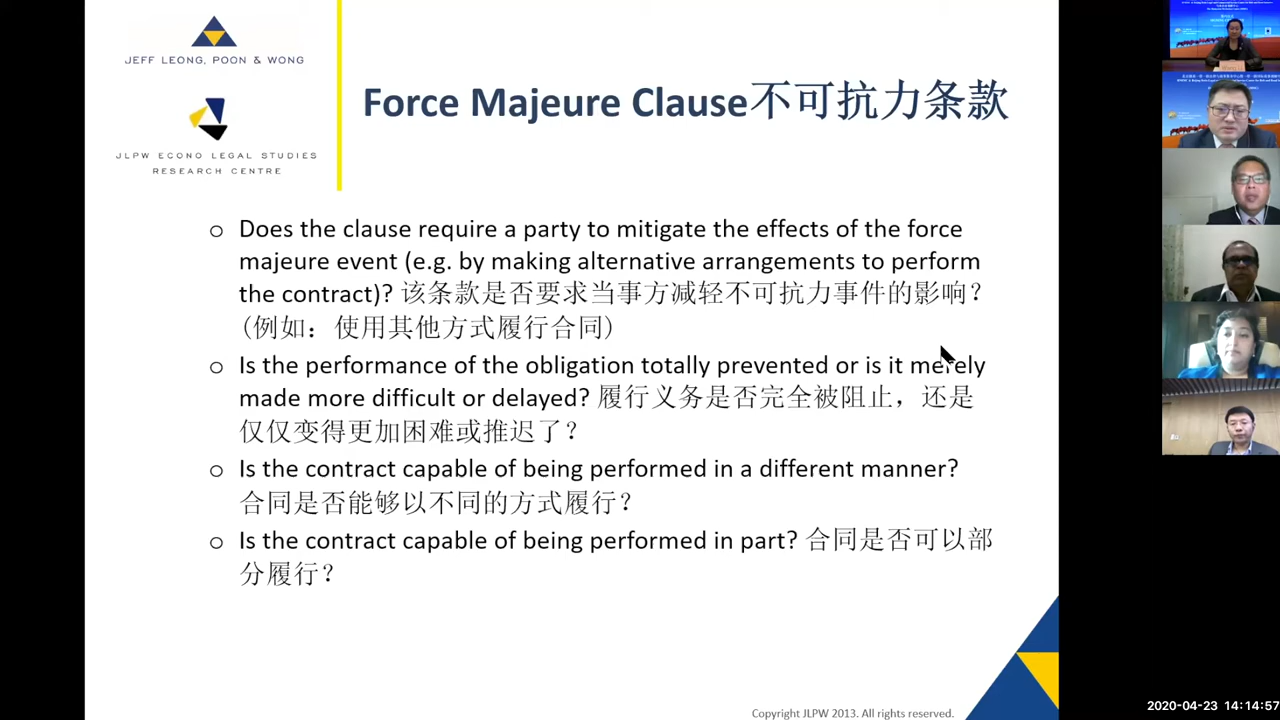 JEFF LEONG, POON & WONG
JLPW ECONO LEGAL STUDIES
RESEARCH CENTRE
Force Majeure Clause不可抗力条款
o Does the clause require a party to mitigate the effects of the force
majeure event (e.g. by making alternative arrangements to perform
the contract)? 该条款是否要求当事方减轻不可抗力事件的影响？
(例如：使用其他方式履行合同)
o Is the performance of the obligation totally prevented or is it merely
made more difficult or delayed? 履行义务是否完全被阻止，还是
仅仅变得更加困难或推迟了？
o Is the contract capable of being performed in a different manner?
合同是否能够以不同的方式履行？
o Is the contract capable of being performed in part? 合同是否可以部
分履行？
Copyright JLPW 2013. All rights reserved.
2020-04-23 14:14:57